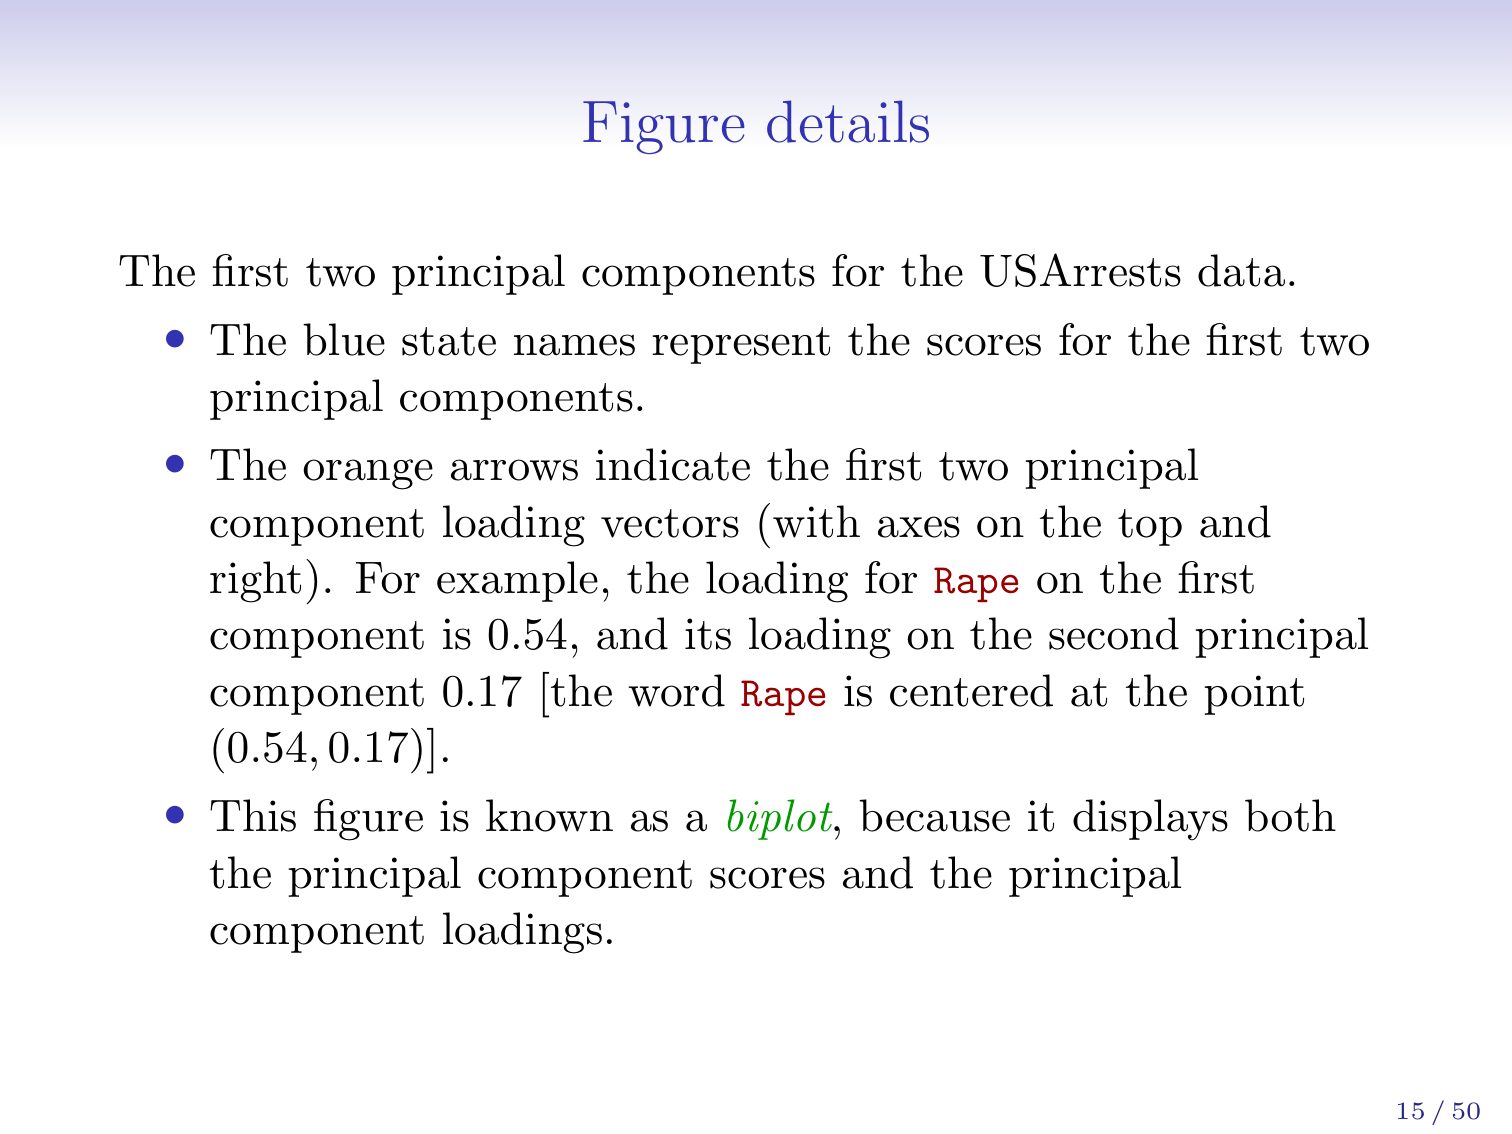 Figure details
The first two principal components for the USArrests data.
• The blue state names represent the scores for the first two
principal components.
• The orange arrows indicate the first two principal
component loading vectors (with axes on the top and
right). For example, the loading for Rape on the first
component is 0.54, and its loading on the second principal
component 0.17 [the word Rape is centered at the point
(0.54, 0.17)].
• This figure is known as a biplot, because it displays both
the principal component scores and the principal
component loadings.
15 / 50